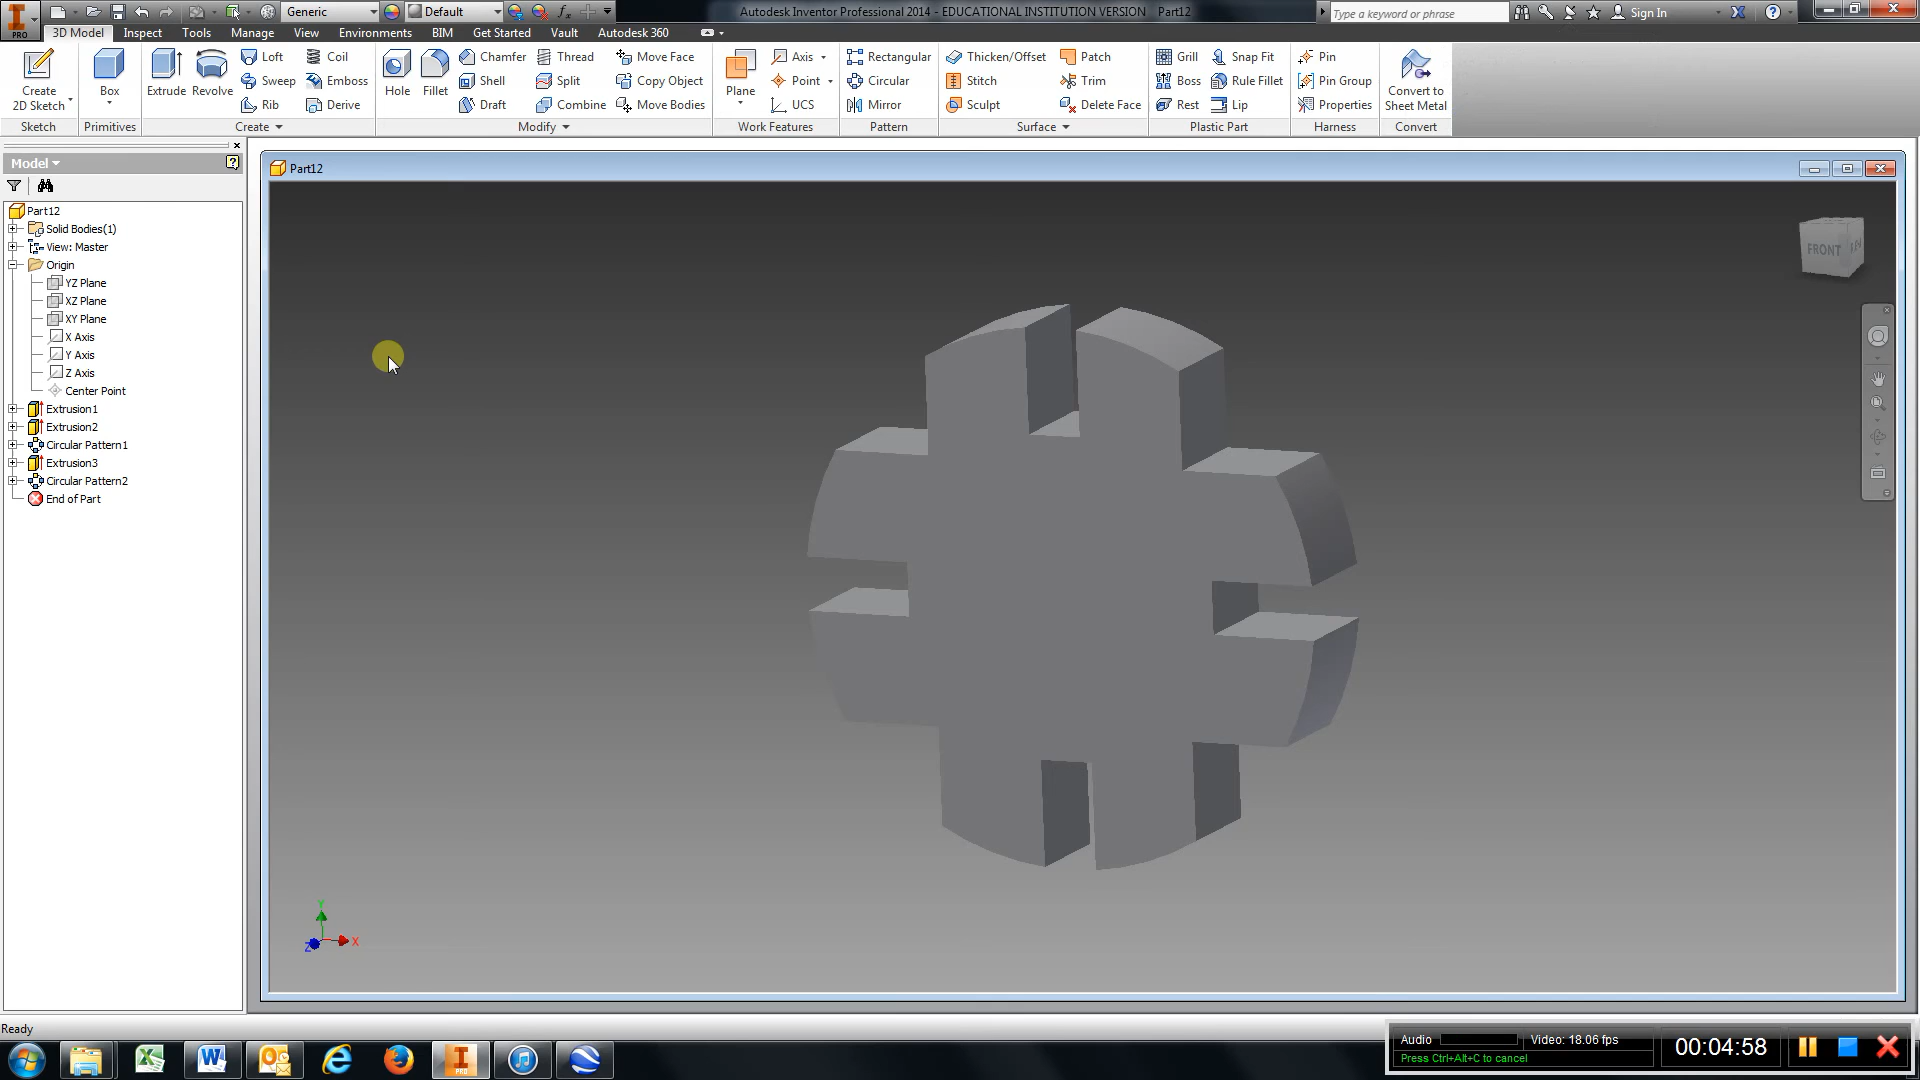 Generic
Default
fx
Autodesk Inventor Professional 2014 - EDUCATIONAL INSTITUTION VERSION Part12
Type a keyword or phrase
Sign In
PRO
3D Model Inspect Tools Manage View Environments BIM Get Started Vault Autodesk 360
Create
2D Sketch
Box
Extrude
Revolve
Loft
Sweep
Rib
Coil
Emboss
Derive
Hole
Fillet
Chamfer
Shell
Draft
Thread
Split
Combine
Move Face
Copy Object
Move Bodies
Plane
Axis
Point
UCS
Rectangular
Circular
Mirror
Thicken/Offset
Stitch
Sculpt
Patch
Trim
Delete Face
Grill
Boss
Rest
Snap Fit
Rule Fillet
Lip
Pin
Pin Group
Properties
Convert to
Sheet Metal
Sketch Primitives Create Modify Work Features Pattern Surface Plastic Part Harness Convert
Model
Part12
Solid Bodies(1)
View: Master
Origin
YZ Plane
XZ Plane
XY Plane
X Axis
Y Axis
Z Axis
Center Point
Extrusion1
Extrusion2
Circular Pattern1
Extrusion3
Circular Pattern2
End of Part
Part12
FRONT
Y
Z
X
Ready
Audio
Video: 18.06 fps
Press Ctrl+Alt+C to cancel
00:04:58
PRO